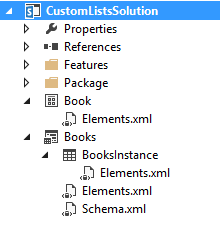 CustomListsSolution
Properties
References
Features
Package
Book
Elements.xml
Books
BooksInstance
Elements.xml
Elements.xml
Schema.xml